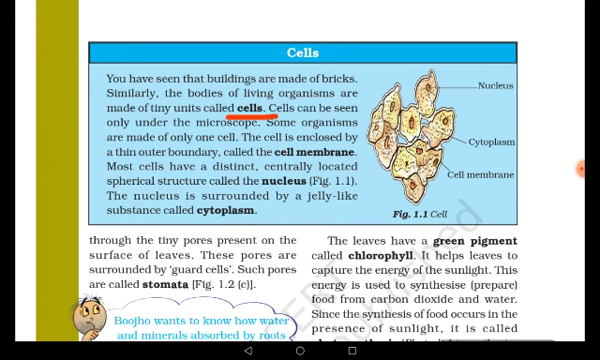 Cells
You have seen that buildings are made of bricks.
Similarly, the bodies of living organisms are
made of tiny units called cells. Cells can be seen
only under the microscope. Some organisms
are made of only one cell. The cell is enclosed by
a thin outer boundary, called the cell membrane.
Most cells have a distinct, centrally located
spherical structure called the nucleus (Fig. 1.1).
The nucleus is surrounded by a jelly-like
substance called cytoplasm.
Nucleus
Cytoplasm
Cell membrane
Fig. 1.1 Cell
through the tiny pores present on the
surface of leaves. These pores are
surrounded by ‘guard cells’. Such pores
are called stomata [Fig. 1.2 (c)].
Boojho wants to know how water
and minerals absorbed by roots
The leaves have a green pigment
called chlorophyll. It helps leaves to
capture the energy of the sunlight. This
energy is used to synthesise (prepare)
food from carbon dioxide and water.
Since the synthesis of food occurs in the
presence of sunlight, it is called